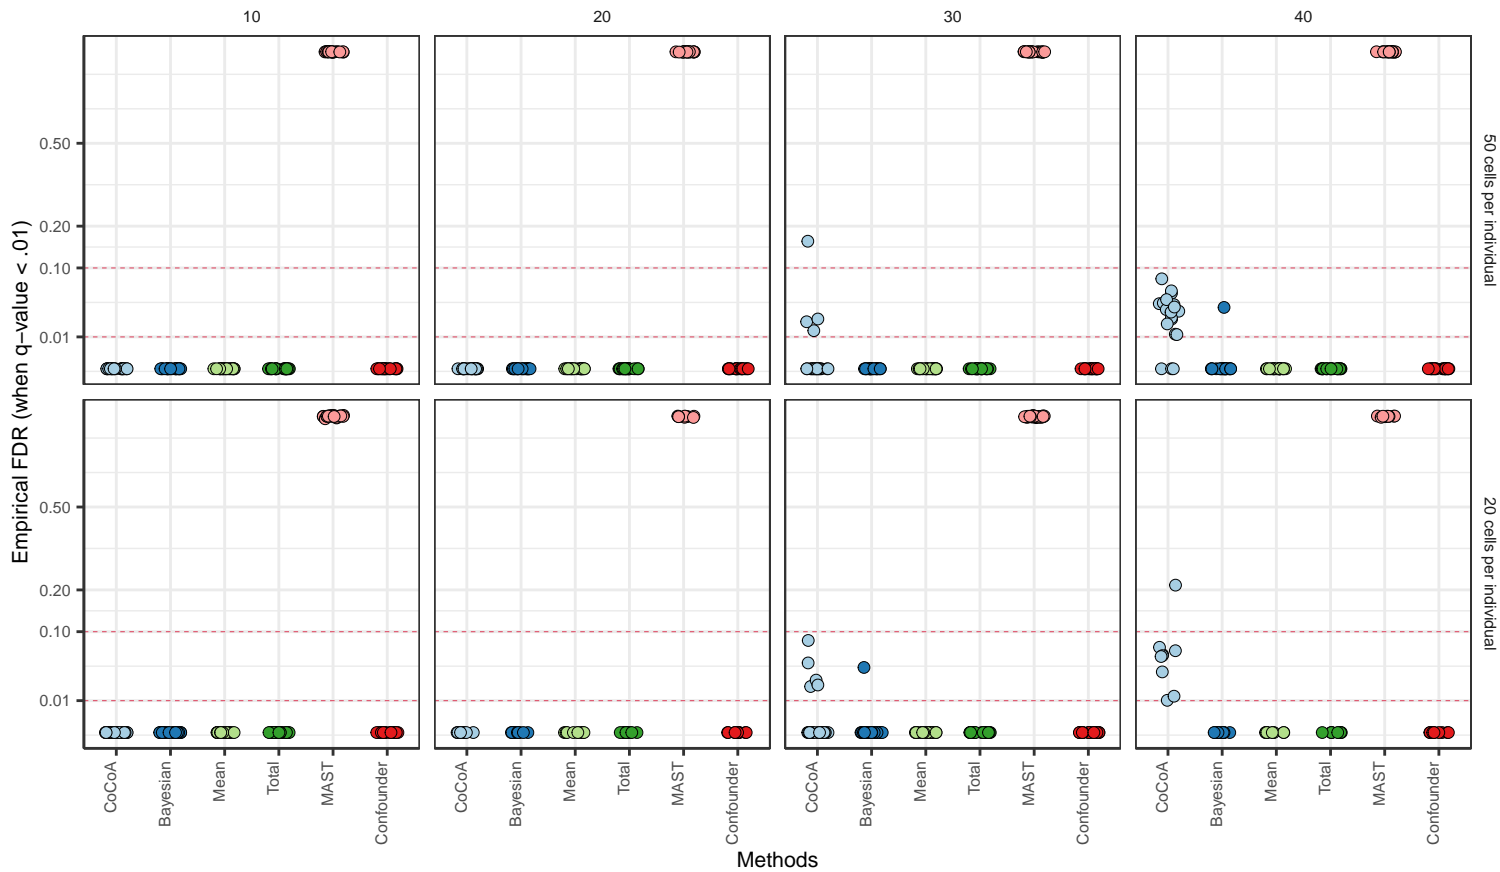 10 20 30 40
Empirical FDR (when q−value < .01)
0.50
0.20
0.10
0.01
50 cells per individual
0.50
0.20
0.10
0.01
20 cells per individual
CoCoA Bayesian Mean Total MAST Confounder CoCoA Bayesian Mean Total MAST Confounder CoCoA Bayesian Mean Total MAST Confounder CoCoA Bayesian Mean Total MAST Confounder
Methods